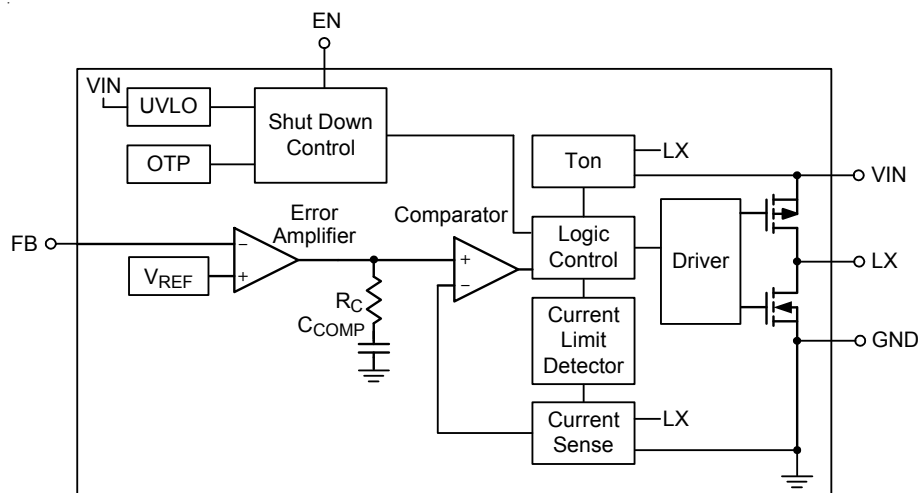 EN
VIN
UVLO
OTP
Shut Down
Control
Ton
LX
VIN
Error
Amplifier
Comparator
FB
−
+
VREF
+
−
Logic
Control
Driver
LX
RC
CCOMP
Current
Limit
Detector
GND
Current
Sense
LX